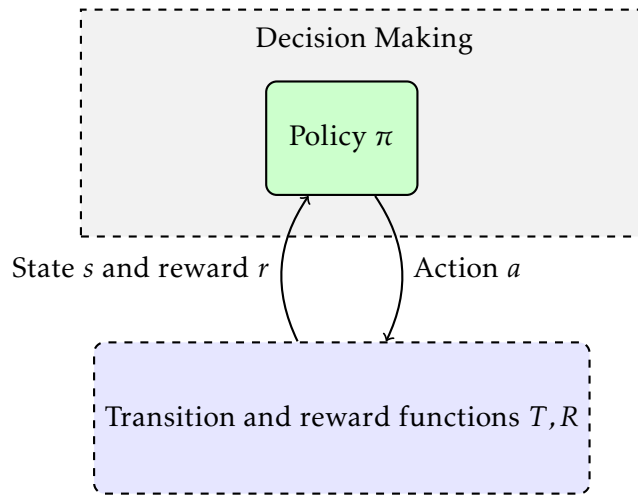 Decision Making
Policy π
State s and reward r
Action a
Transition and reward functions T, R